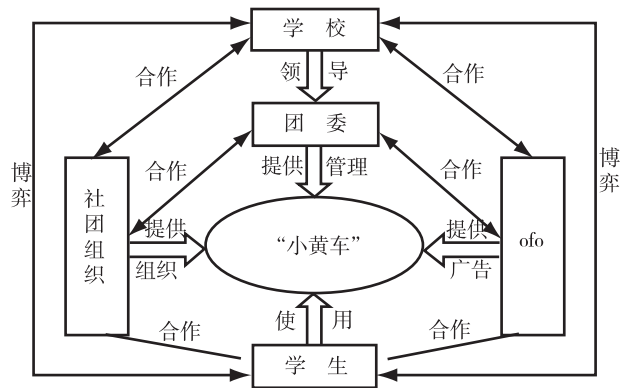 学 校
合作
领 导
合作
团 委
博弈
合作
提供 管理
合作
博弈
社团组织
提供
组织
“小黄车”
提供
广告
ofo
合作
使 用
合作
学 生